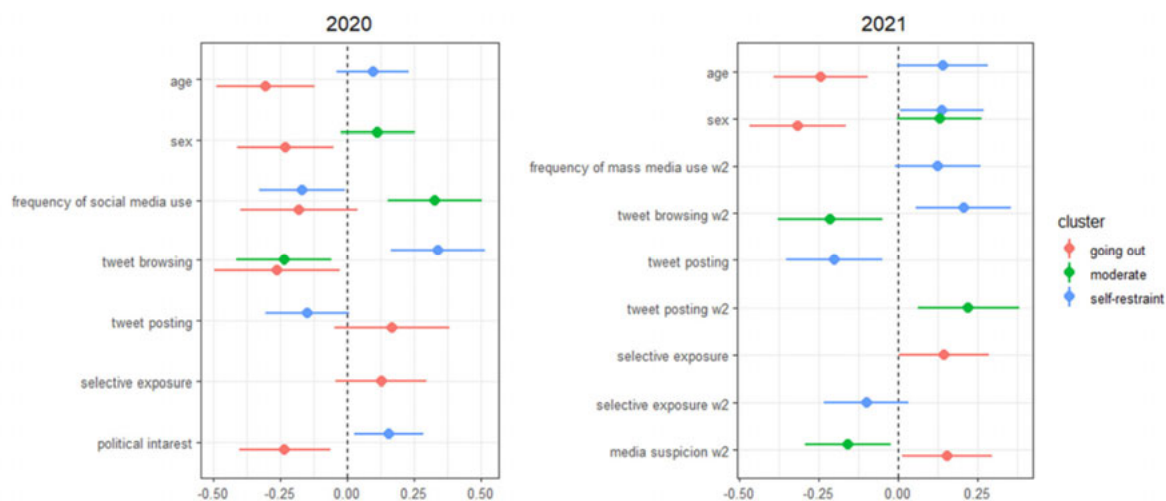 2020
age
sex
frequency of social media use
tweet browsing
tweet posting
selective exposure
political intarest
-0.50 -0.25 0.00 0.25 0.50
2021
age
sex
frequency of mass media use w2
tweet browsing w2
tweet posting
tweet posting w2
selective exposure
selective exposure w2
media suspicion w2
-0.50 -0.25 0.00 0.25
cluster
going out
moderate
self-restraint